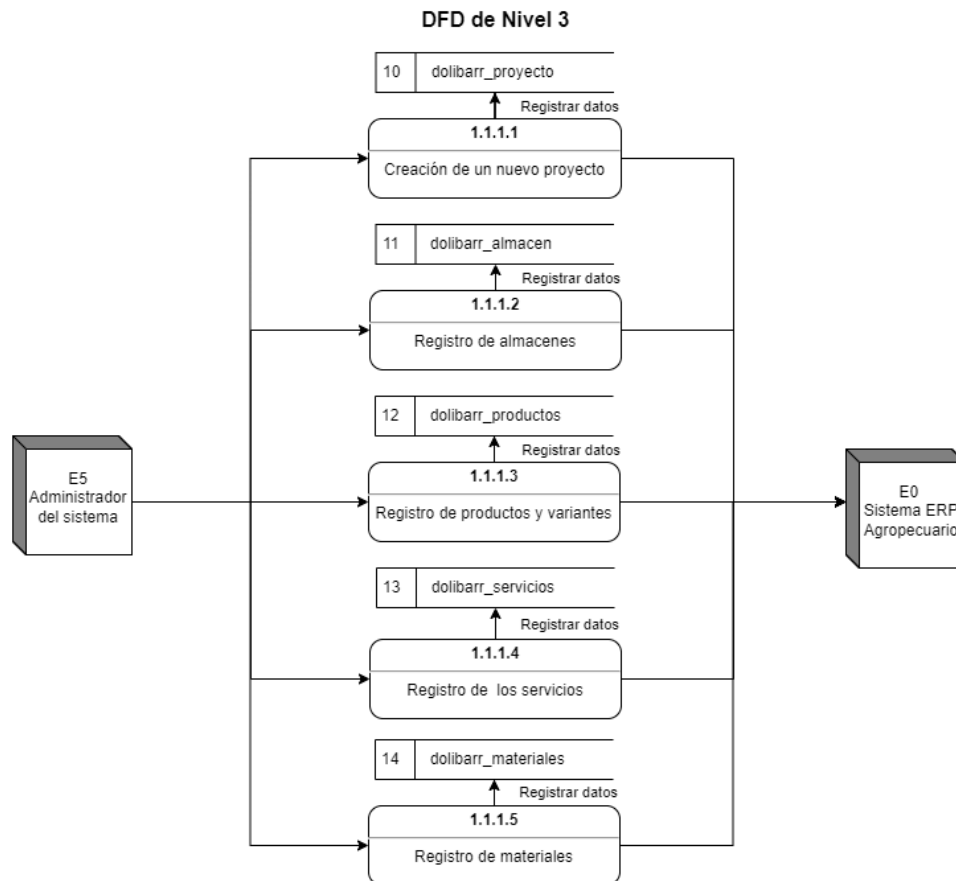 DFD de Nivel 3
10 dolibarr_proyecto
Registrar datos
1.1.1.1
Creación de un nuevo proyecto
11 dolibarr_almacen
Registrar datos
1.1.1.2
Registro de almacenes
12 dolibarr_productos
Registrar datos
1.1.1.3
Registro de productos y variantes
E5
Administrador
del sistema
E0
Sistema ERP
Agropecuario
13 dolibarr_servicios
Registrar datos
1.1.1.4
Registro de los servicios
14 dolibarr_materiales
Registrar datos
1.1.1.5
Registro de materiales